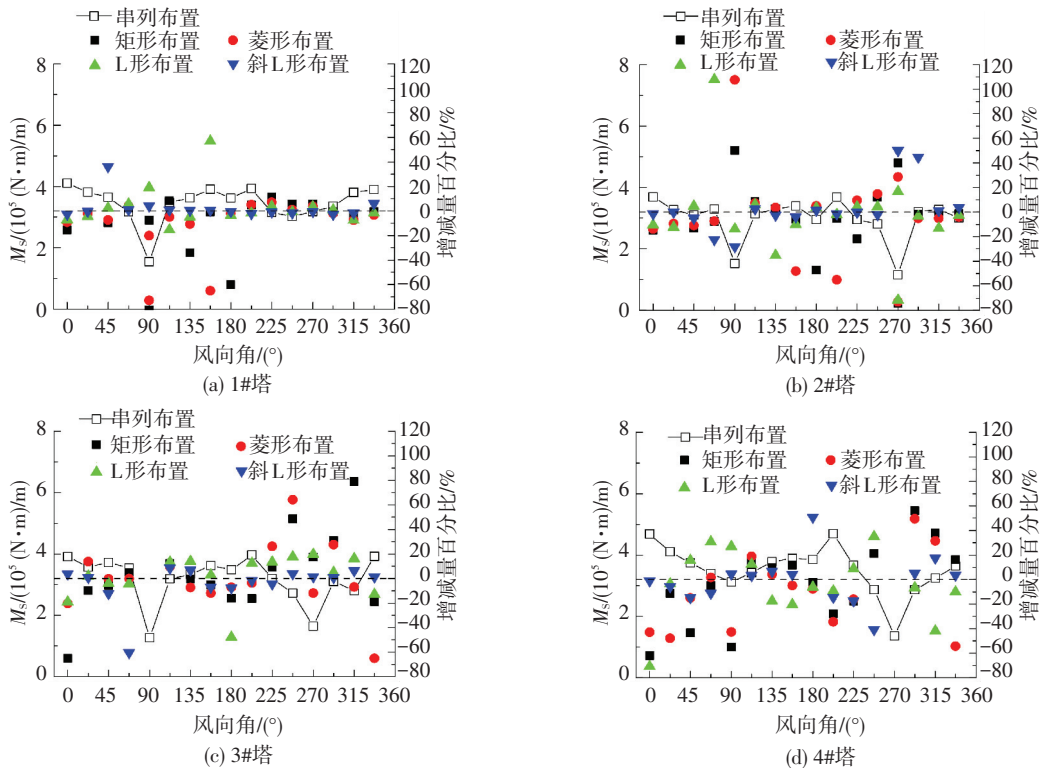 串列布置
矩形布置 菱形布置
L形布置 斜L形布置
8 6 4 2 0
M_S/(10^5 (N·m)/m)
120 100 80 60 40 20 0 -20 -40 -60 -80
增减量百分比/%
0 45 90 135 180 225 270 315 360
风向角/(°)
(a) 1#塔
串列布置
矩形布置 菱形布置
L形布置 斜L形布置
8 6 4 2 0
M_S/(10^5 (N·m)/m)
120 100 80 60 40 20 0 -20 -40 -60 -80
增减量百分比/%
0 45 90 135 180 225 270 315 360
风向角/(°)
(b) 2#塔
串列布置
矩形布置 菱形布置
L形布置 斜L形布置
8 6 4 2 0
M_S/(10^5 (N·m)/m)
120 100 80 60 40 20 0 -20 -40 -60 -80
增减量百分比/%
0 45 90 135 180 225 270 315 360
风向角/(°)
(c) 3#塔
串列布置
矩形布置 菱形布置
L形布置 斜L形布置
8 6 4 2 0
M_S/(10^5 (N·m)/m)
120 100 80 60 40 20 0 -20 -40 -60 -80
增减量百分比/%
0 45 90 135 180 225 270 315 360
风向角/(°)
(d) 4#塔